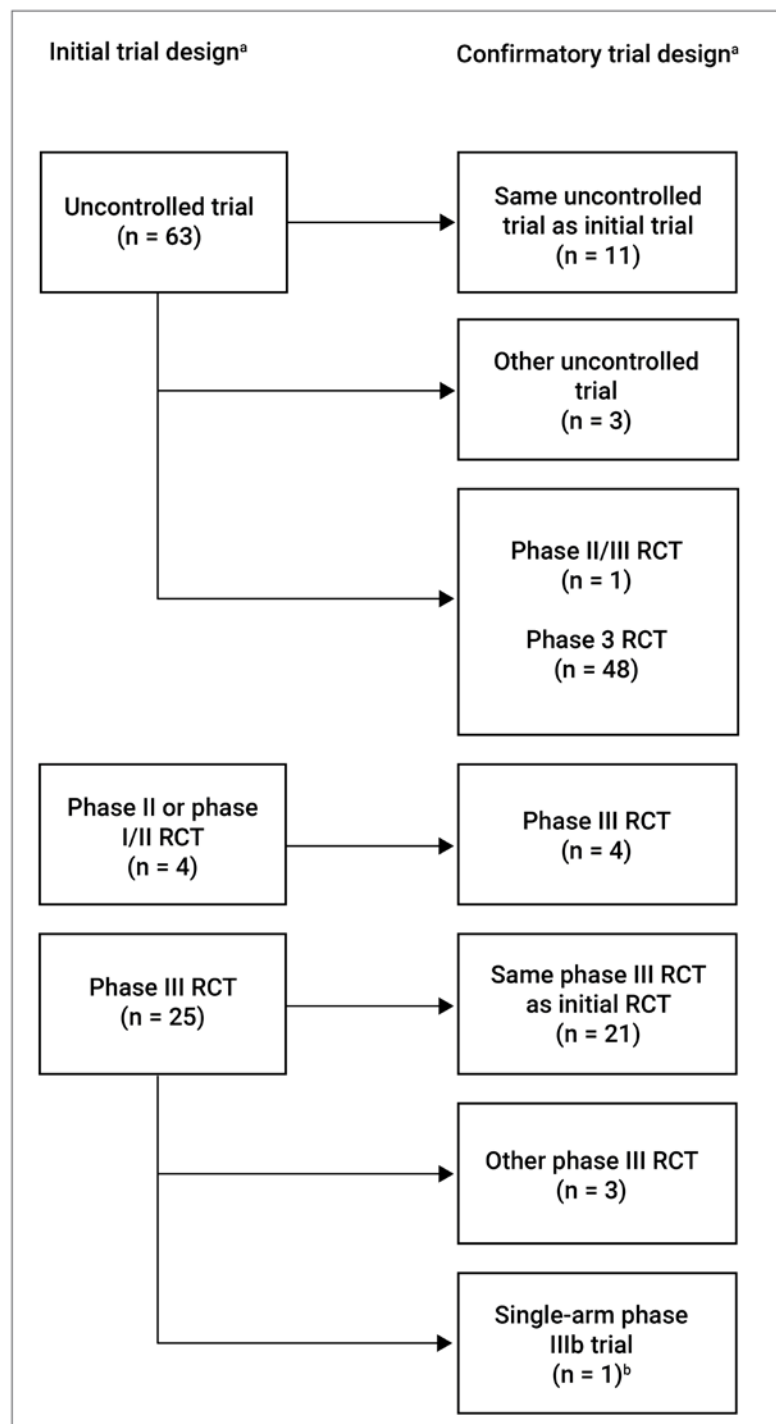 Initial trial designᵃ
Confirmatory trial designᵃ
Uncontrolled trial
(n = 63)
Same uncontrolled
trial as initial trial
(n = 11)
Other uncontrolled
trial
(n = 3)
Phase II/III RCT
(n = 1)
Phase 3 RCT
(n = 48)
Phase II or phase
I/II RCT
(n = 4)
Phase III RCT
(n = 4)
Phase III RCT
(n = 25)
Same phase III RCT
as initial RCT
(n = 21)
Other phase III RCT
(n = 3)
Single-arm phase
IIIb trial
(n = 1)ᵇ